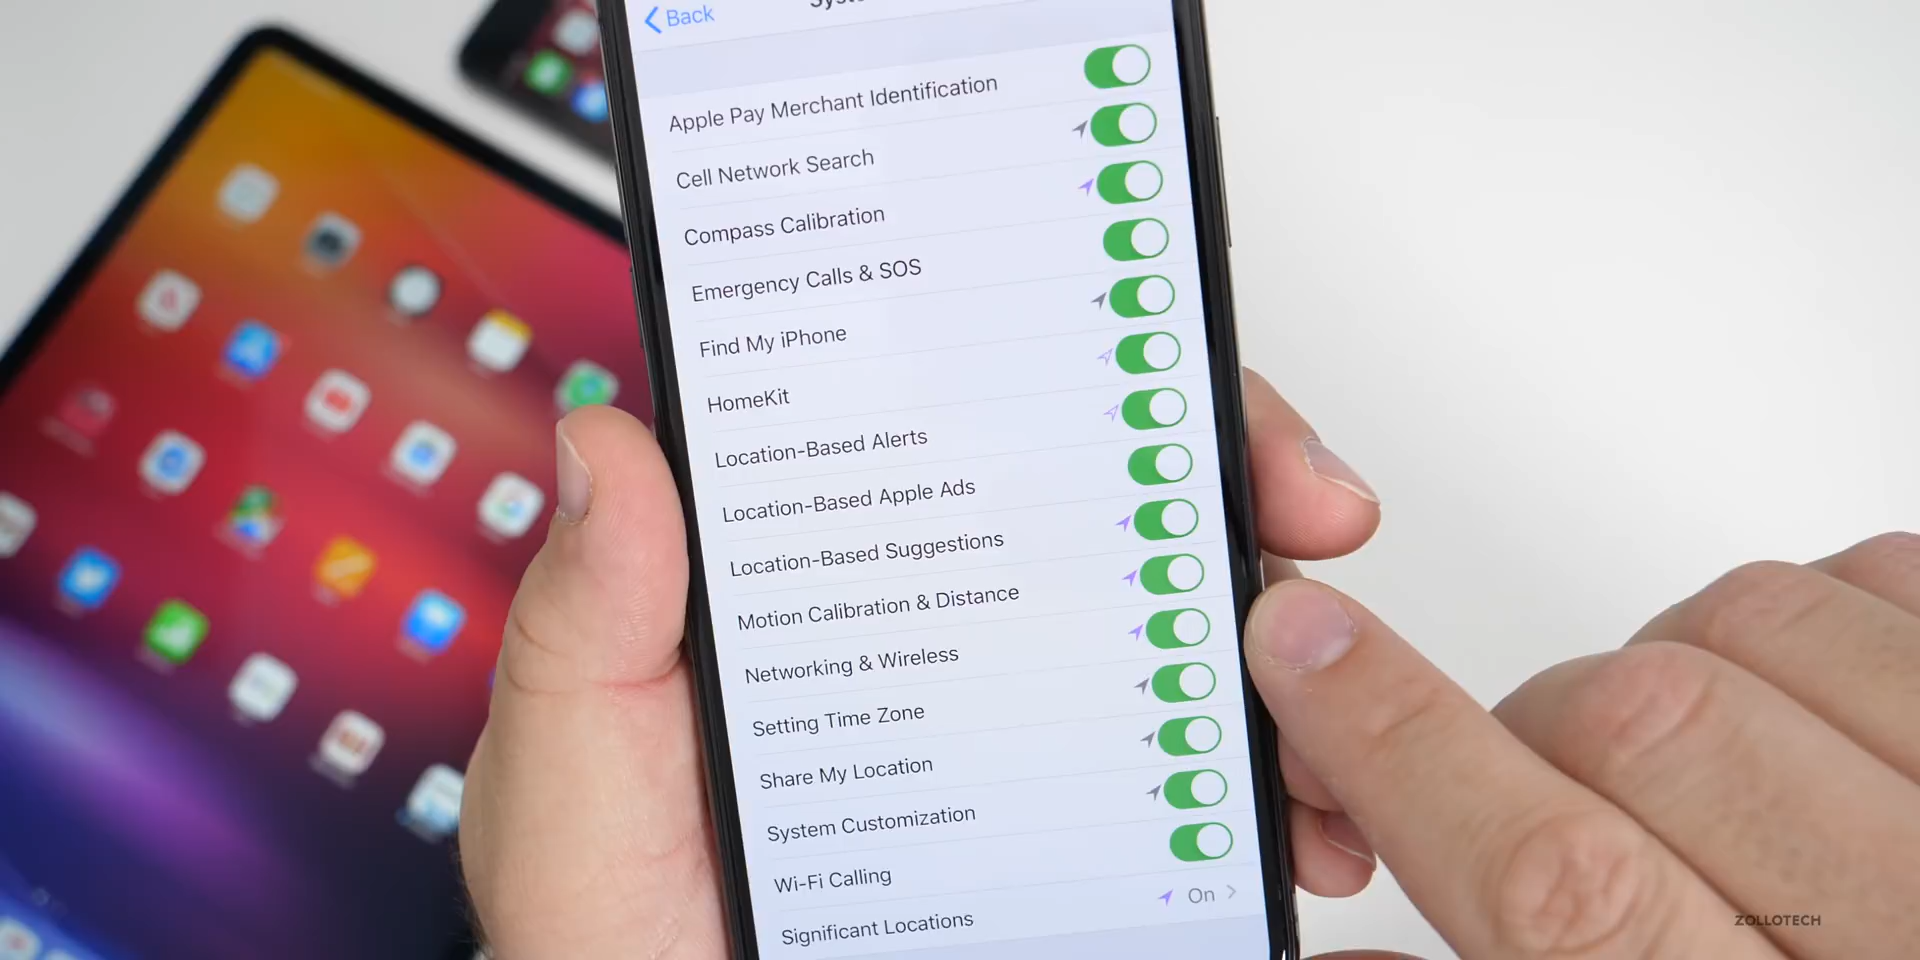 Back
Apple Pay Merchant Identification
Cell Network Search
Compass Calibration
Emergency Calls & SOS
Find My iPhone
HomeKit
Location-Based Alerts
Location-Based Apple Ads
Location-Based Suggestions
Motion Calibration & Distance
Networking & Wireless
Setting Time Zone
Share My Location
System Customization
Wi-Fi Calling
Significant Locations On
ZOLLOTECH